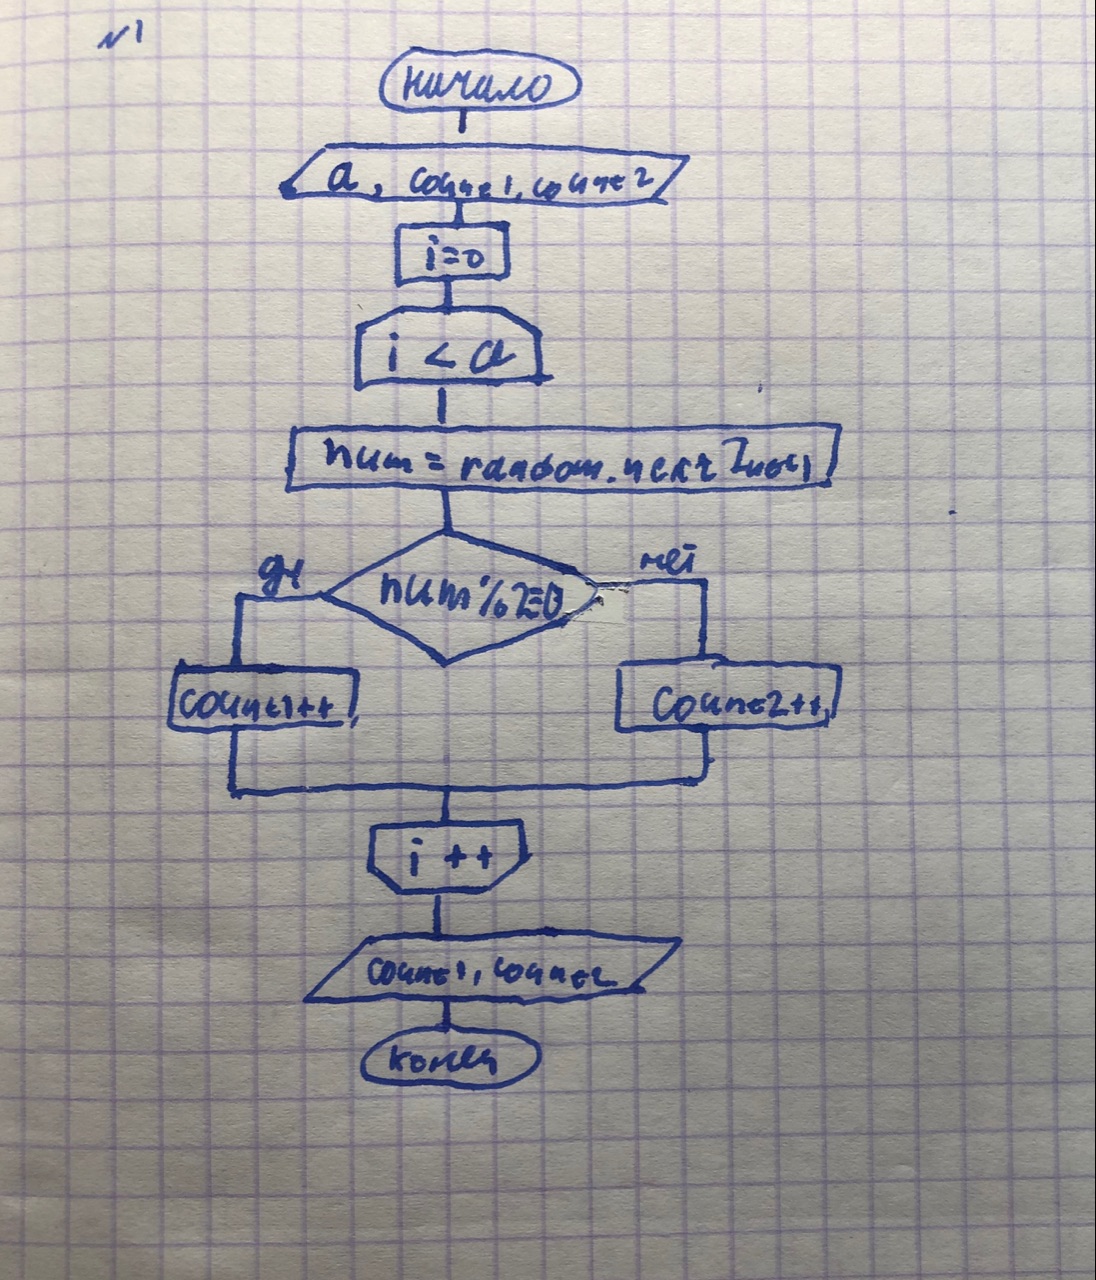 №1
начало
a, count1, count2
i=0
i < a
num = random.nextInt()
да
нет
num%2=0
count1++
count2++
i ++
count1, count2
конец